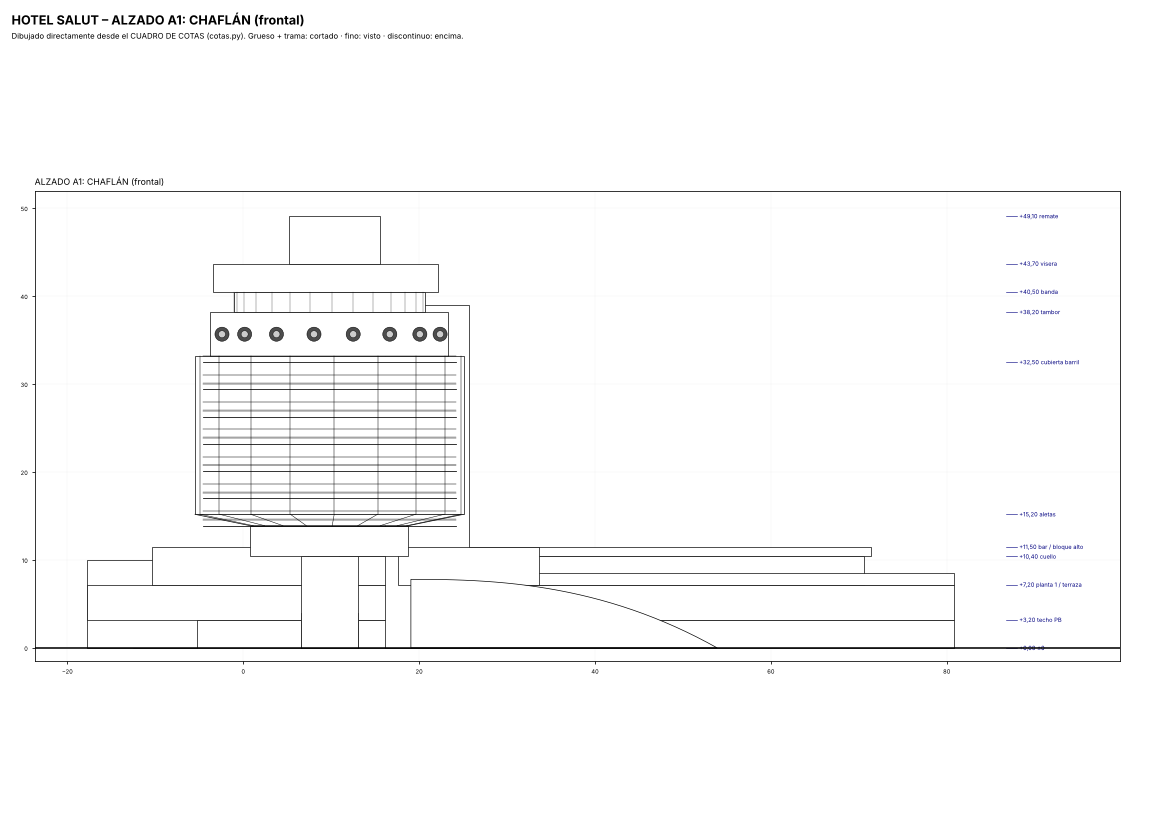 HOTEL SALUT – ALZADO A1: CHAFLÁN (frontal)
Dibujado directamente desde el CUADRO DE COTAS (cotas.py). Grueso + trama: cortado · fino: visto · discontinuo: encima.
ALZADO A1: CHAFLÁN (frontal)
50
40
30
20
10
0
−20
0
20
40
60
80
+49,10 remate
+43,70 visera
+40,50 banda
+38,20 tambor
+32,50 cubierta barril
+15,20 aletas
+11,50 bar / bloque alto
+10,40 cuello
+7,20 planta 1 / terraza
+3,20 techo PB